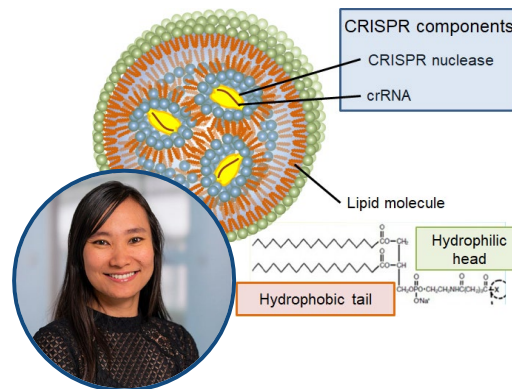 CRISPR components
CRISPR nuclease
crRNA
Lipid molecule
Hydrophilic
head
Hydrophobic tail